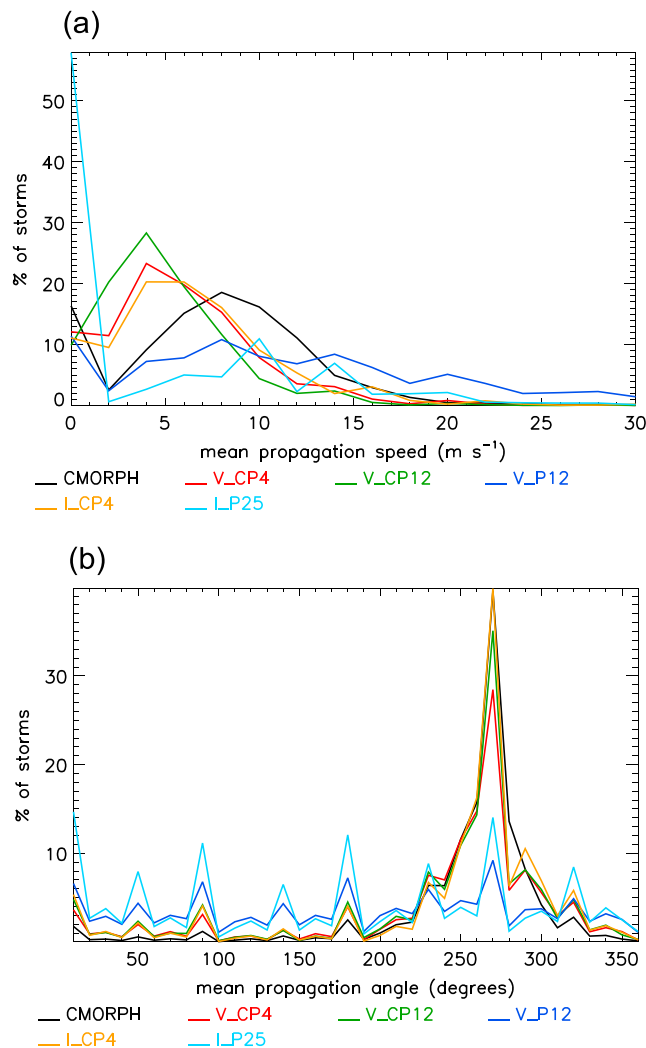 (a)
% of storms
50
40
30
20
10
0
0 5 10 15 20 25 30
mean propagation speed (m s⁻¹)
CMORPH V_CP4 V_CP12 V_P12
I_CP4 I_P25
(b)
% of storms
30
20
10
50 100 150 200 250 300 350
mean propagation angle (degrees)
CMORPH V_CP4 V_CP12 V_P12
I_CP4 I_P25